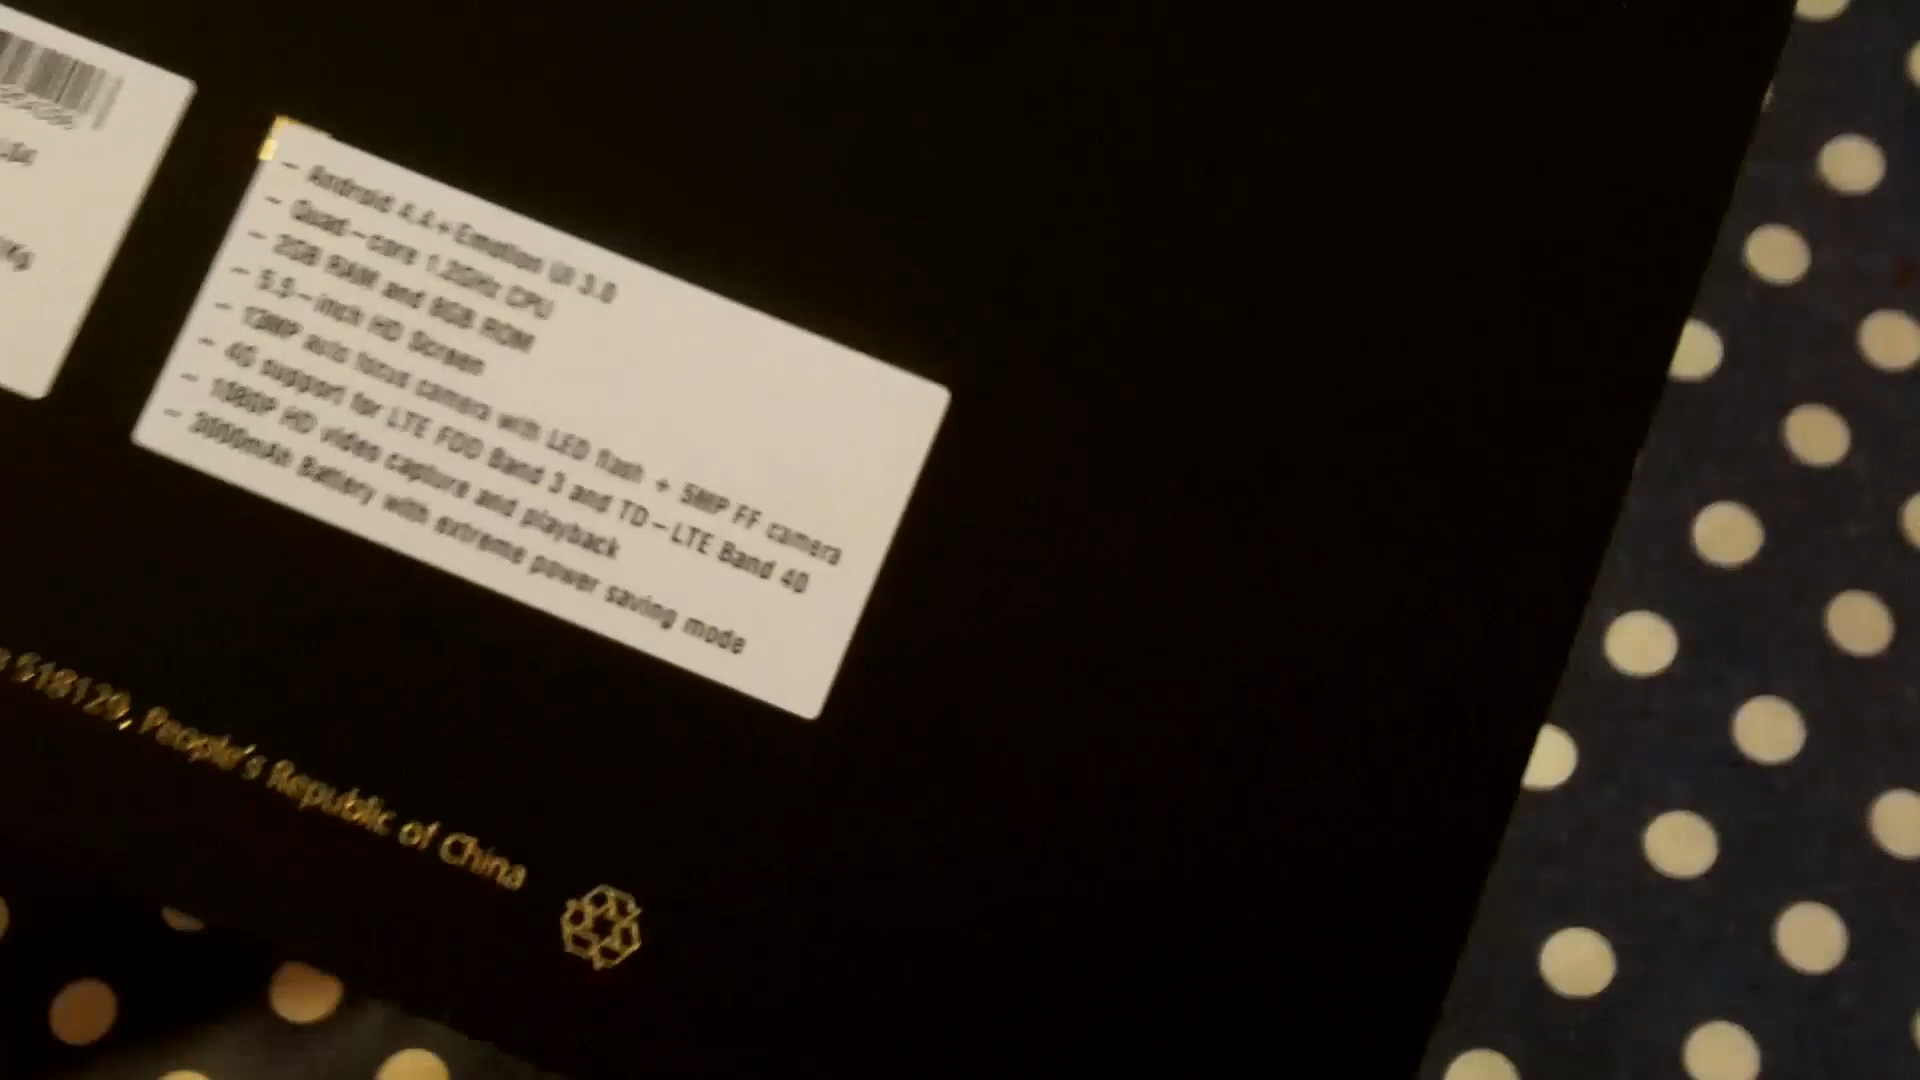 – Android 4.4+Emotion UI 3.0
– Quad-core 1.2GHz CPU
– 2GB RAM and 8GB ROM
– 5.5-inch HD Screen
– 13MP auto focus camera with LED flash + 5MP FF camera
– 4G support for LTE FDD Band 3 and TD-LTE Band 40
– 1080P HD video capture and playback
– 3000mAh Battery with extreme power saving mode
518129, People's Republic of China